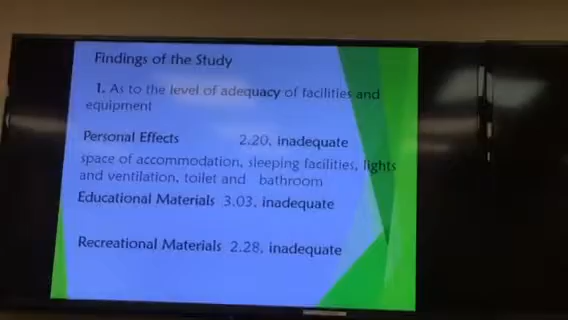 Findings of the Study
1. As to the level of adequacy of facilities and
equipment
Personal Effects 2.20, inadequate
space of accommodation, sleeping facilities, lights
and ventilation, toilet and bathroom
Educational Materials 3.03, inadequate
Recreational Materials 2.28, inadequate